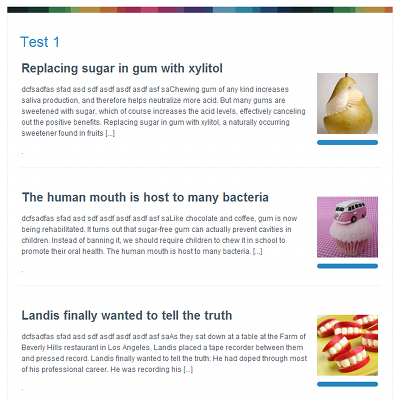 Test 1
Replacing sugar in gum with xylitol
dcfsadfas sfad asd sdf asdf asdf asdf asf saChewing gum of any kind increases
saliva production, and therefore helps neutralize more acid. But many gums are
sweetened with sugar, which of course increases the acid levels, effectively canceling
out the positive benefits. Replacing sugar in gum with xylitol, a naturally occurring
sweetener found in fruits [...]
.
The human mouth is host to many bacteria
dcfsadfas sfad asd sdf asdf asdf asdf asf saLike chocolate and coffee, gum is now
being rehabilitated. It turns out that sugar-free gum can actually prevent cavities in
children. Instead of banning it, we should require children to chew it in school to
promote their oral health. The human mouth is host to many bacteria. [...]
.
Landis finally wanted to tell the truth
dcfsadfas sfad asd sdf asdf asdf asdf asf saAs they sat down at a table at the Farm of
Beverly Hills restaurant in Los Angeles, Landis placed a tape recorder between them
and pressed record. Landis finally wanted to tell the truth: He had doped through most
of his professional career. He was recording his [...]
.